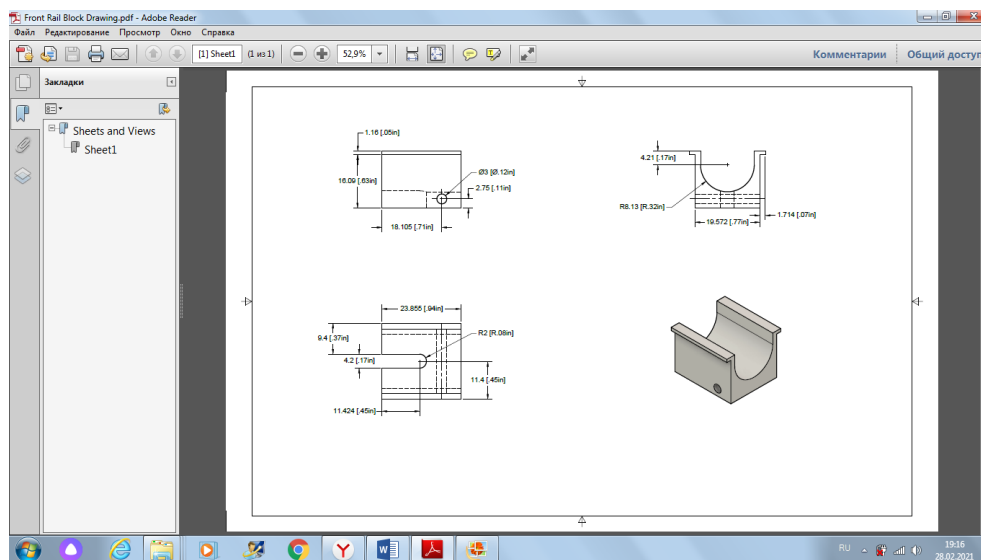 Front Rail Block Drawing.pdf - Adobe Reader
Файл Редактирование Просмотр Окно Справка
[1] Sheet1 (1 из 1) 52,9% Комментарии Общий доступ
Закладки
Sheets and Views
Sheet1
1.16 [.05in]
16.09 [.63in]
Ø3 [Ø.12in]
2.75 [.11in]
18.105 [.71in]
4.21 [.17in]
R8.13 [R.32in]
1.714 [.07in]
19.572 [.77in]
23.855 [.94in]
9.4 [.37in]
R2 [R.08in]
4.2 [.17in]
11.4 [.45in]
11.424 [.45in]
RU 19:16
28.02.2021